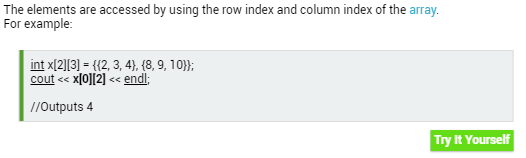 The elements are accessed by using the row index and column index of the array.
For example:
int x[2][3] = {{2, 3, 4}, {8, 9, 10}};
cout << x[0][2] << endl;
//Outputs 4
Try It Yourself